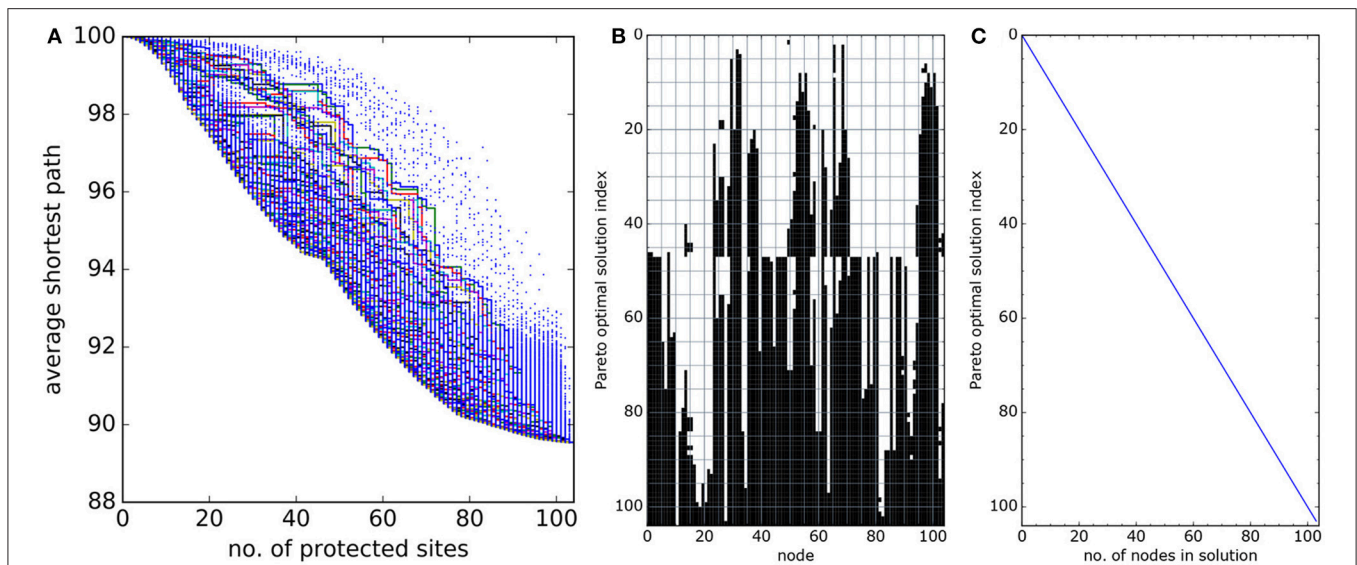 A
100
98
96
94
92
90
88
average shortest path
0 20 40 60 80 100
no. of protected sites
B
0
20
40
60
80
100
Pareto optimal solution index
0 20 40 60 80 100
node
C
0
20
40
60
80
100
Pareto optimal solution index
0 20 40 60 80 100
no. of nodes in solution